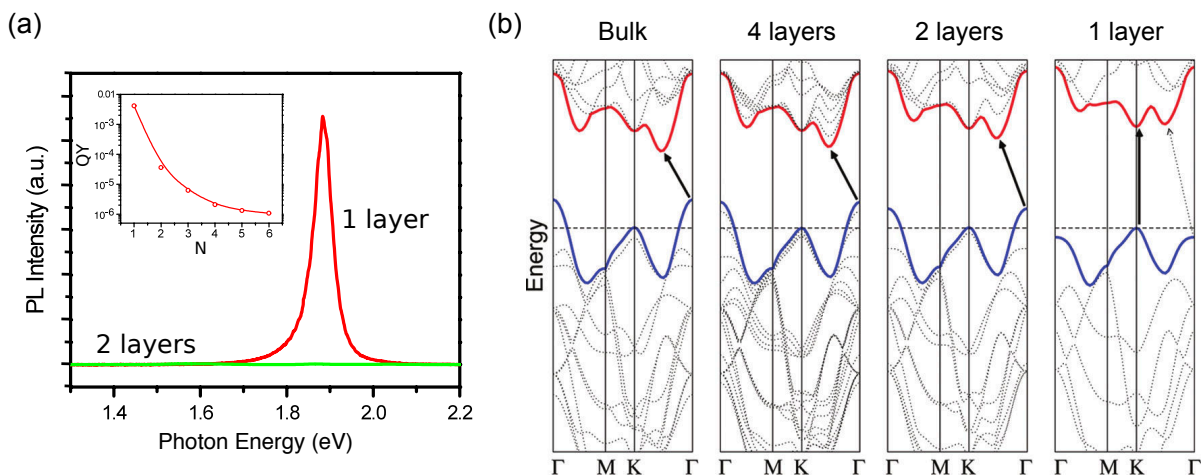 (a)
PL Intensity (a.u.)
0.01
10⁻³
10⁻⁴
10⁻⁵
10⁻⁶
QY
1 2 3 4 5 6
N
1 layer
2 layers
1.4 1.6 1.8 2.0 2.2
Photon Energy (eV)
(b)
Bulk 4 layers 2 layers 1 layer
Energy
Γ M K Γ Γ M K Γ Γ M K Γ Γ M K Γ